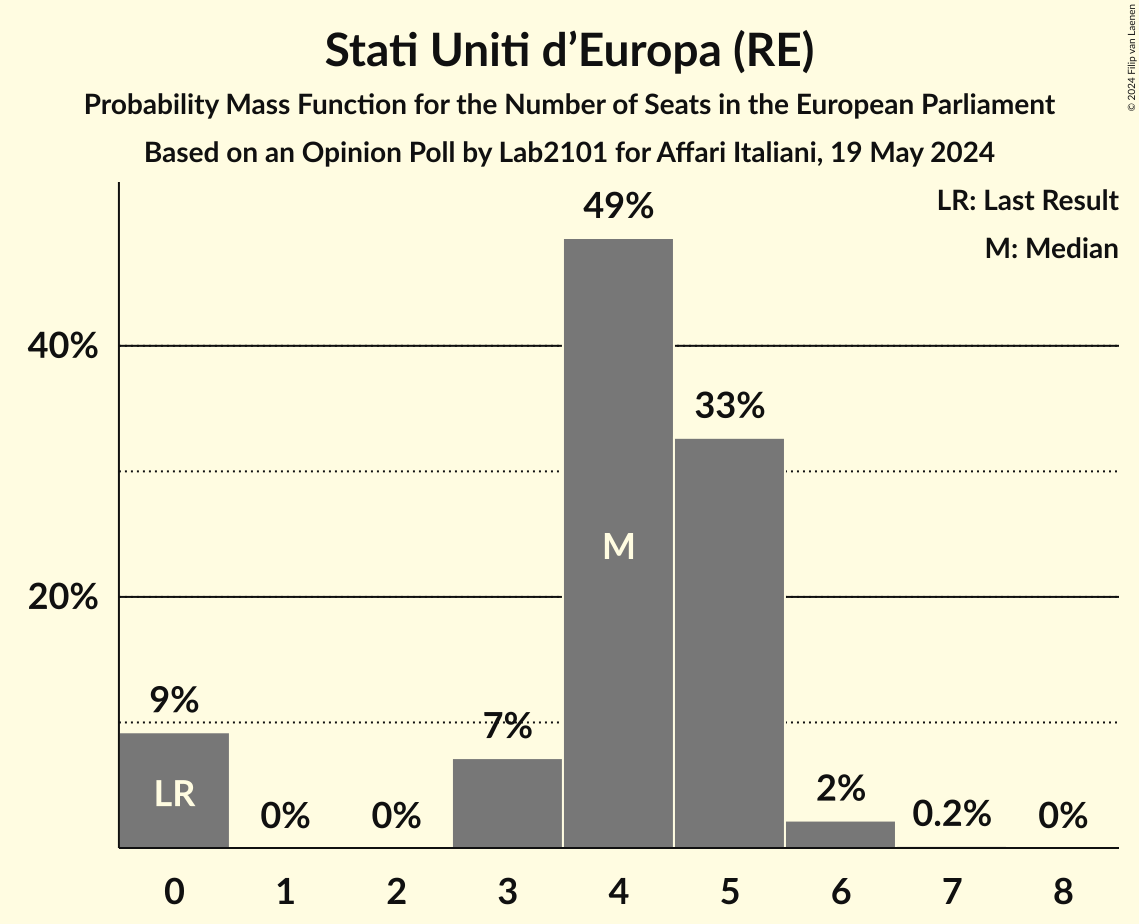 Stati Uniti d’Europa (RE)
Probability Mass Function for the Number of Seats in the European Parliament
Based on an Opinion Poll by Lab2101 for Affari Italiani, 19 May 2024
© 2024 Filip van Laenen
LR: Last Result
M: Median
49%
40%
33%
M
20%
9%
7%
LR
0%
0%
2%
0.2%
0%
0 1 2 3 4 5 6 7 8